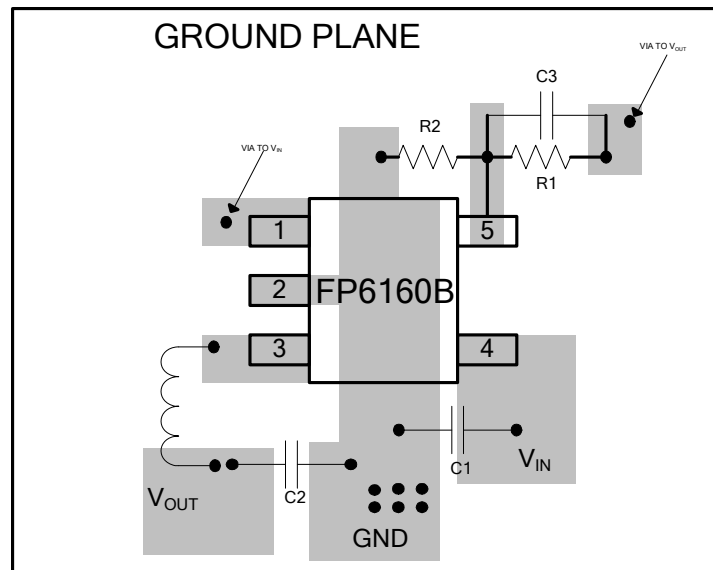 GROUND PLANE
VIA TO VOUT
C3
R2
VIA TO VIN
R1
1
5
2
FP6160B
3
4
C1
VIN
C2
VOUT
GND